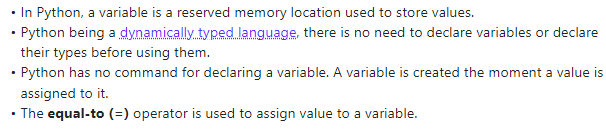 • In Python, a variable is a reserved memory location used to store values.
• Python being a dynamically typed language, there is no need to declare variables or declare
their types before using them.
• Python has no command for declaring a variable. A variable is created the moment a value is
assigned to it.
• The equal-to (=) operator is used to assign value to a variable.